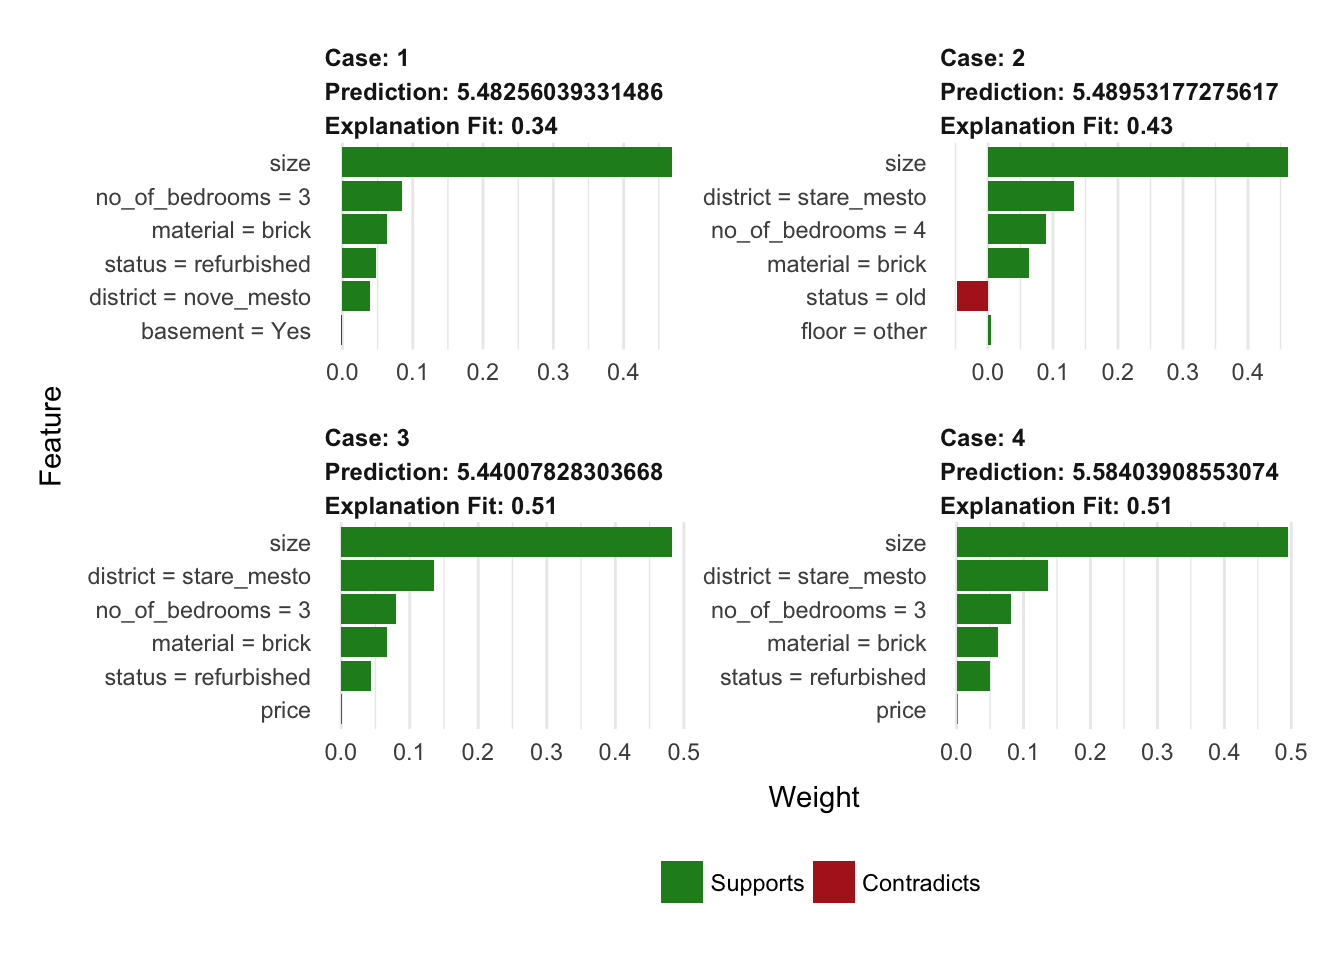 Case: 1
Prediction: 5.48256039331486
Explanation Fit: 0.34
size
no_of_bedrooms = 3
material = brick
status = refurbished
district = nove_mesto
basement = Yes
0.0 0.1 0.2 0.3 0.4
Case: 2
Prediction: 5.48953177275617
Explanation Fit: 0.43
size
district = stare_mesto
no_of_bedrooms = 4
material = brick
status = old
floor = other
0.0 0.1 0.2 0.3 0.4
Feature
Case: 3
Prediction: 5.44007828303668
Explanation Fit: 0.51
size
district = stare_mesto
no_of_bedrooms = 3
material = brick
status = refurbished
price
0.0 0.1 0.2 0.3 0.4 0.5
Case: 4
Prediction: 5.58403908553074
Explanation Fit: 0.51
size
district = stare_mesto
no_of_bedrooms = 3
material = brick
status = refurbished
price
0.0 0.1 0.2 0.3 0.4 0.5
Weight
Supports Contradicts